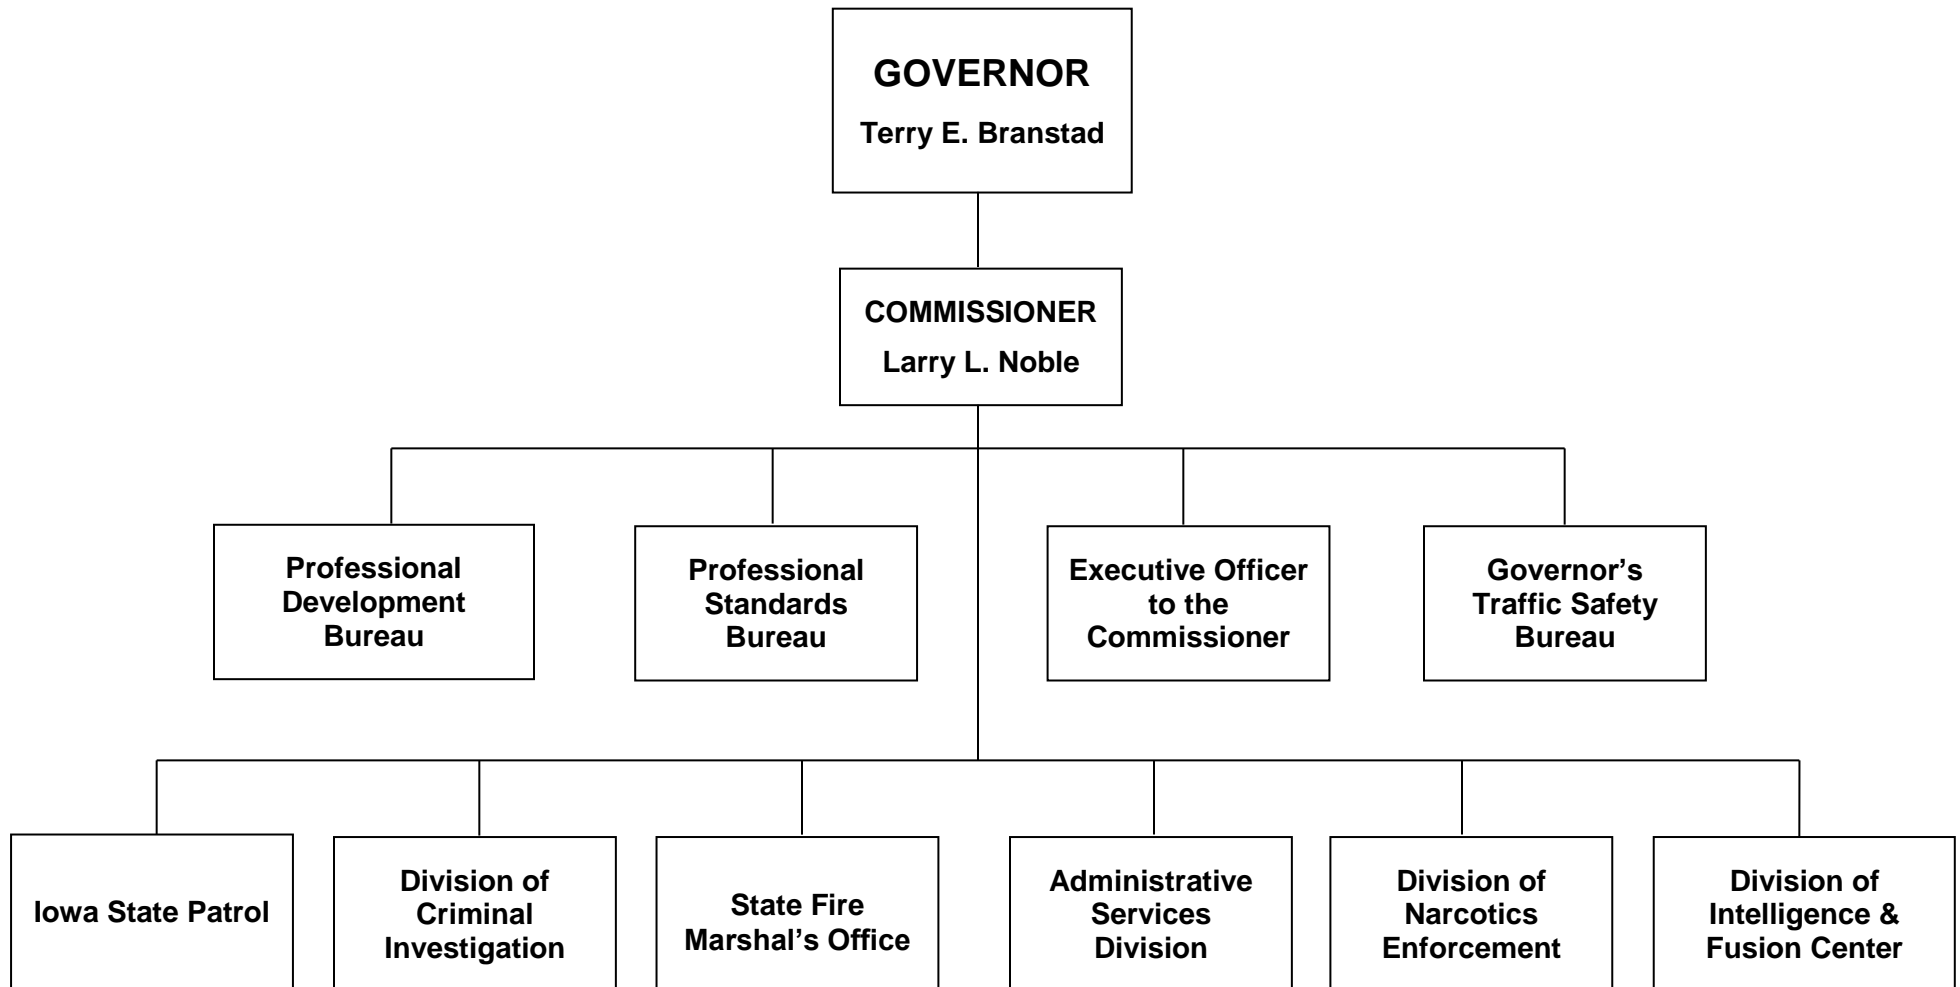 GOVERNOR
Terry E. Branstad
COMMISSIONER
Larry L. Noble
Professional
Development
Bureau
Professional
Standards
Bureau
Executive Officer
to the
Commissioner
Governor’s
Traffic Safety
Bureau
Iowa State Patrol
Division of
Criminal
Investigation
State Fire
Marshal’s Office
Administrative
Services
Division
Division of
Narcotics
Enforcement
Division of
Intelligence &
Fusion Center